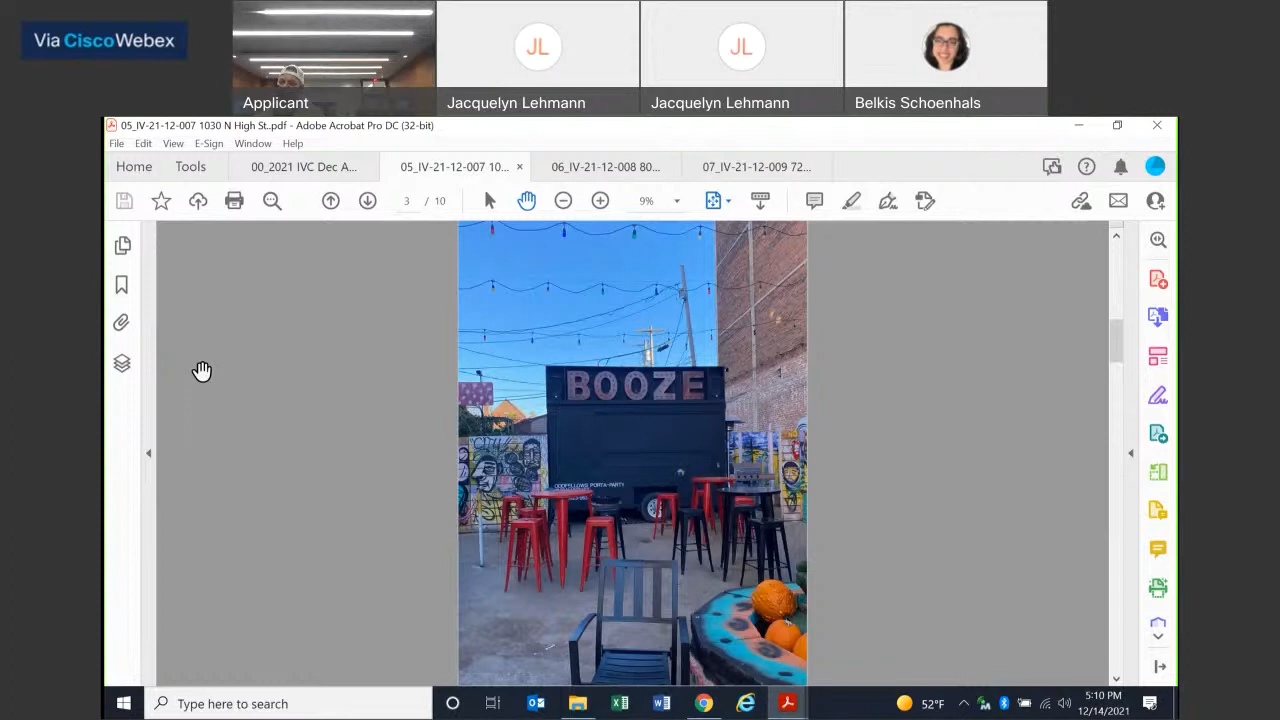 Via CiscoWebex
Applicant
JL
Jacquelyn Lehmann
JL
Jacquelyn Lehmann
Belkis Schoenhals
05_IV-21-12-007 1030 N High St..pdf - Adobe Acrobat Pro DC (32-bit)
File Edit View E-Sign Window Help
Home Tools 00_2021 IVC Dec A... 05_IV-21-12-007 10... × 06_IV-21-12-008 80... 07_IV-21-12-009 72...
3 / 10 9%
BOOZE
ODDFELLOWS PORTA-PARTY
Type here to search
52°F
5:10 PM
12/14/2021